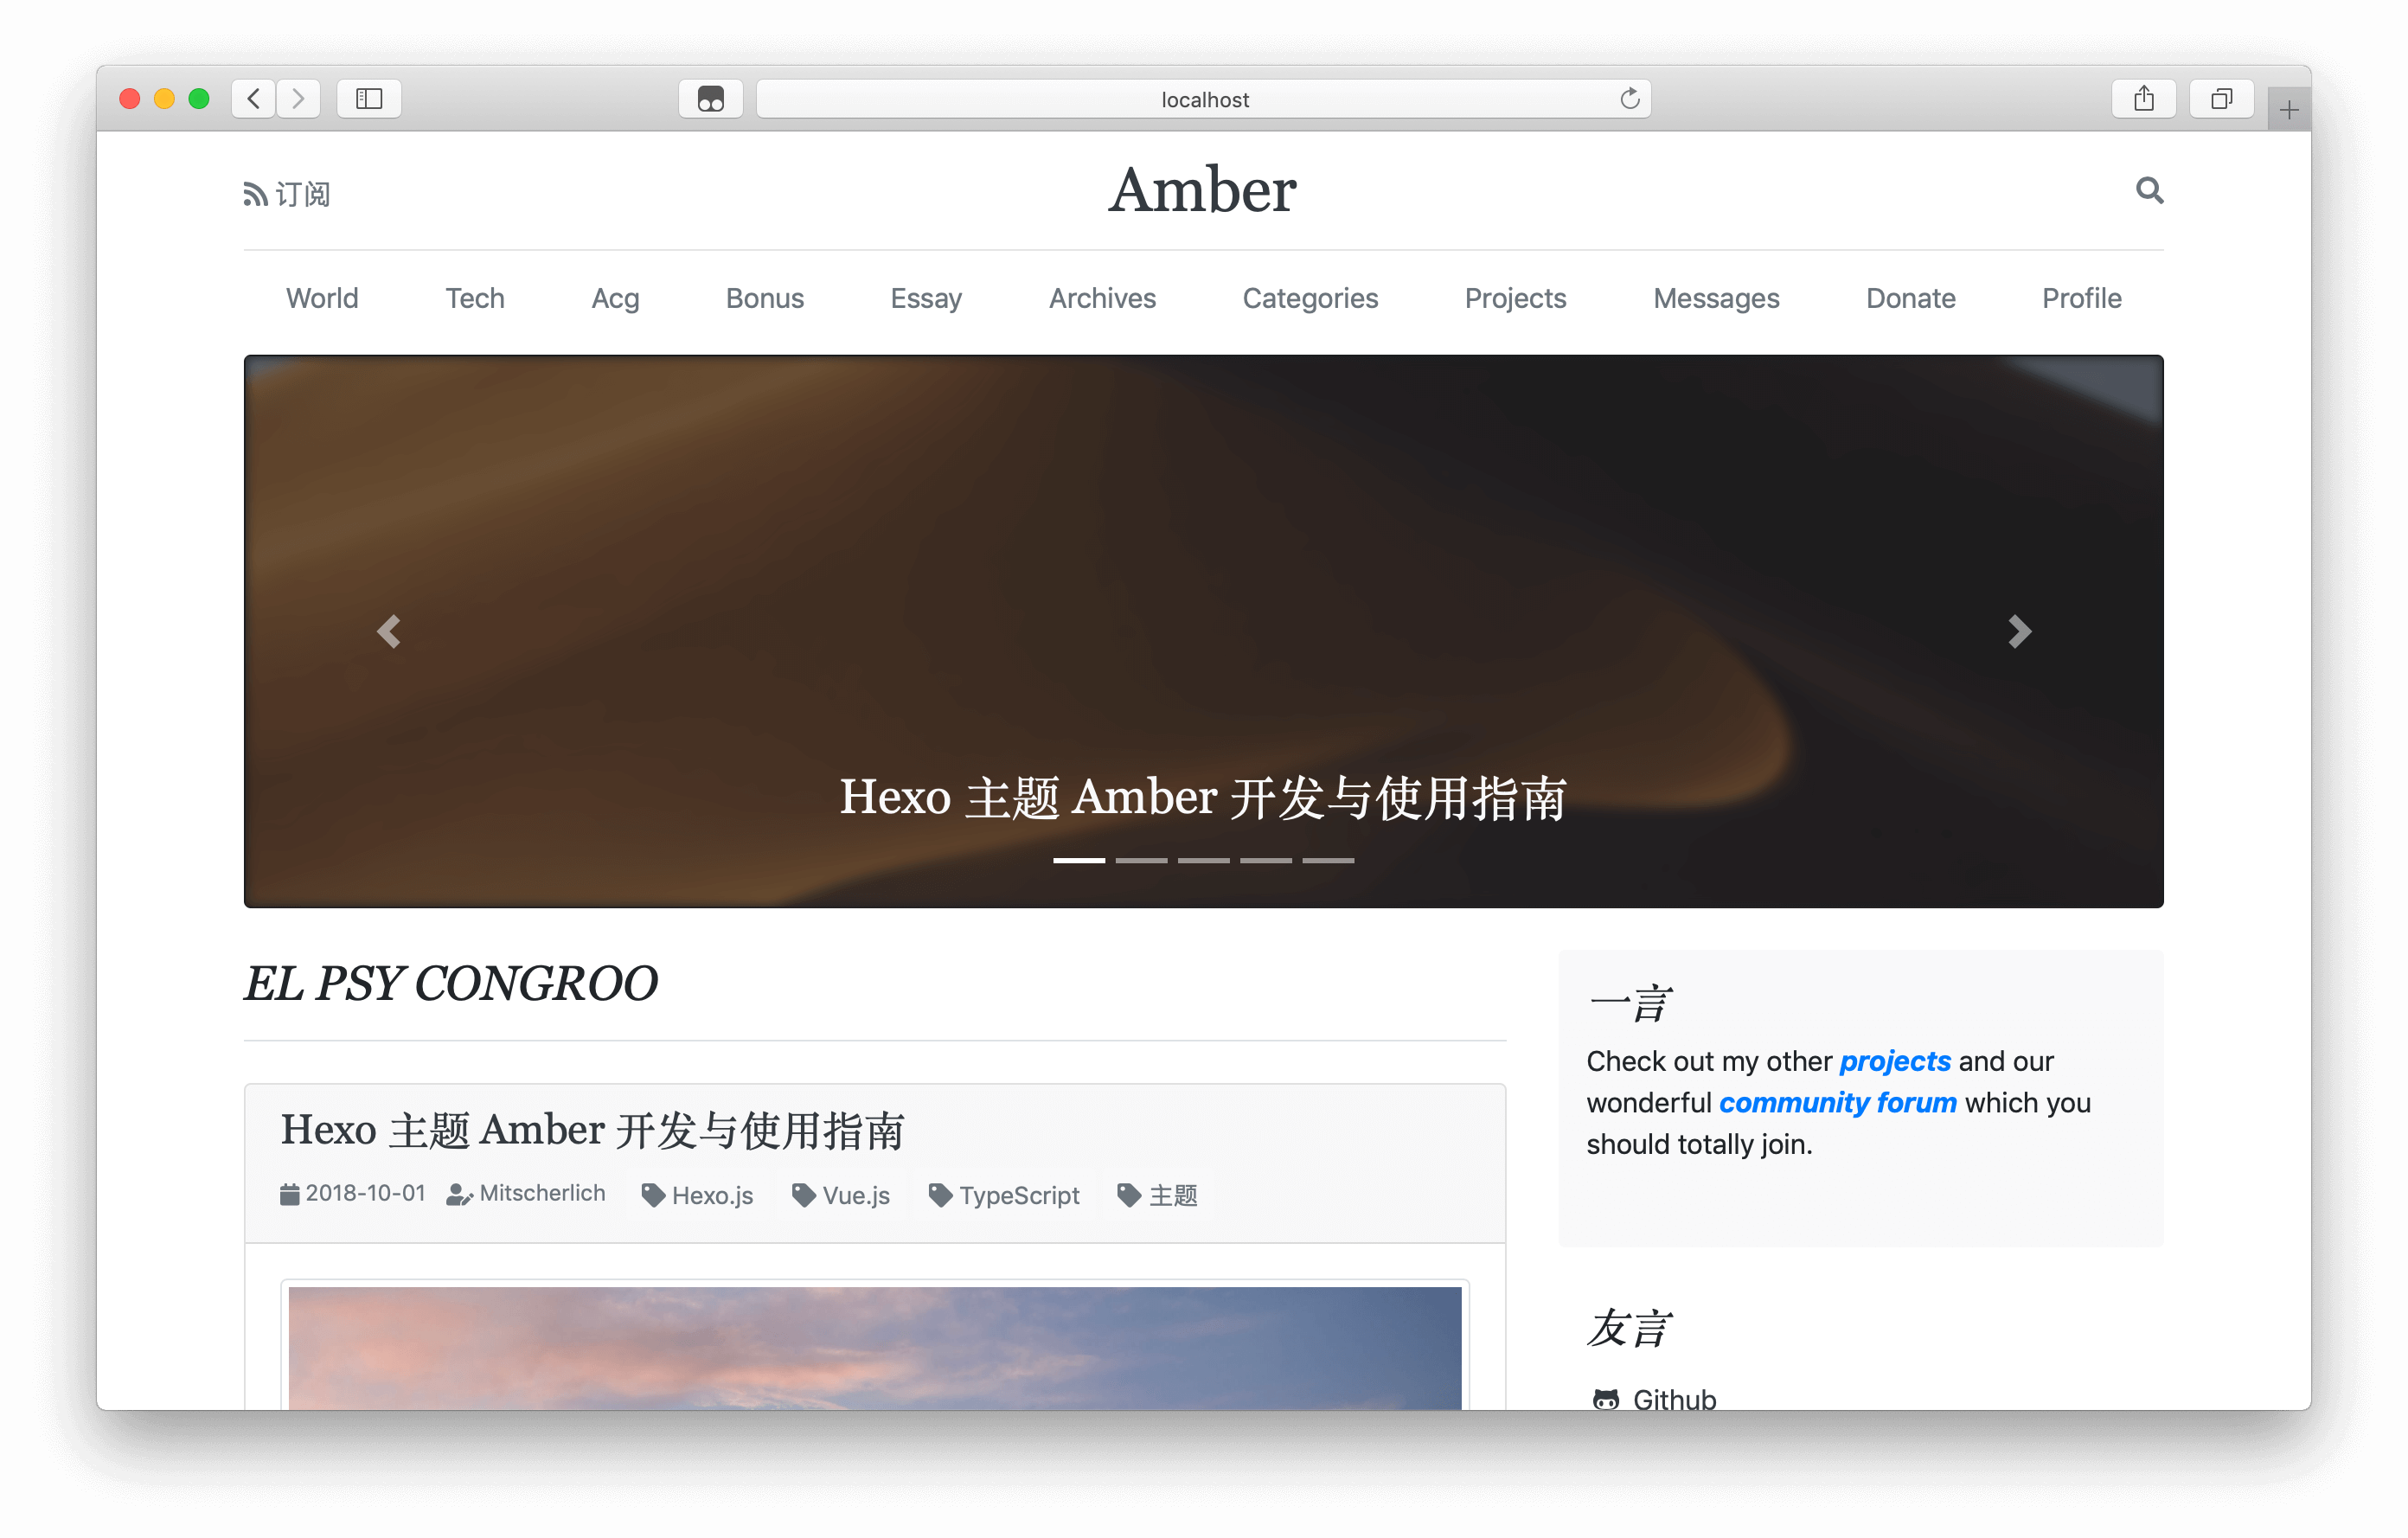 localhost
订阅
Amber
World Tech Acg Bonus Essay Archives Categories Projects Messages Donate Profile
Hexo 主题 Amber 开发与使用指南
EL PSY CONGROO
Hexo 主题 Amber 开发与使用指南
2018-10-01 Mitscherlich Hexo.js Vue.js TypeScript 主题
一言
Check out my other projects and our
wonderful community forum which you
should totally join.
友言
Github